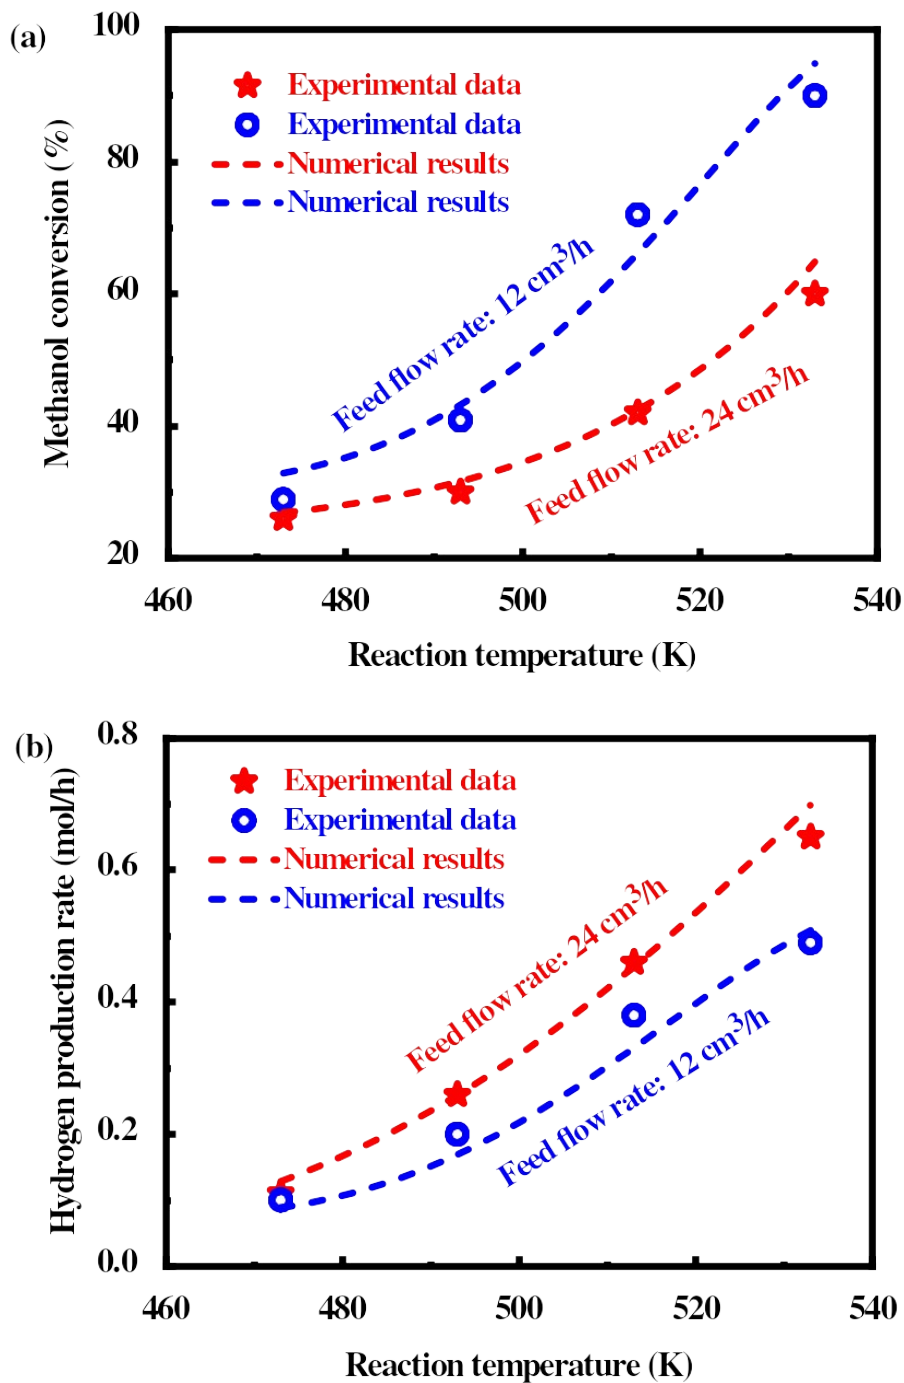 (a)
100
80
60
40
20
Methanol conversion (%)
Experimental data
Experimental data
Numerical results
Numerical results
Feed flow rate: 12 cm³/h
Feed flow rate: 24 cm³/h
460
480
500
520
540
Reaction temperature (K)
(b)
0.8
0.6
0.4
0.2
0.0
Hydrogen production rate (mol/h)
Experimental data
Experimental data
Numerical results
Numerical results
Feed flow rate: 24 cm³/h
Feed flow rate: 12 cm³/h
460
480
500
520
540
Reaction temperature (K)